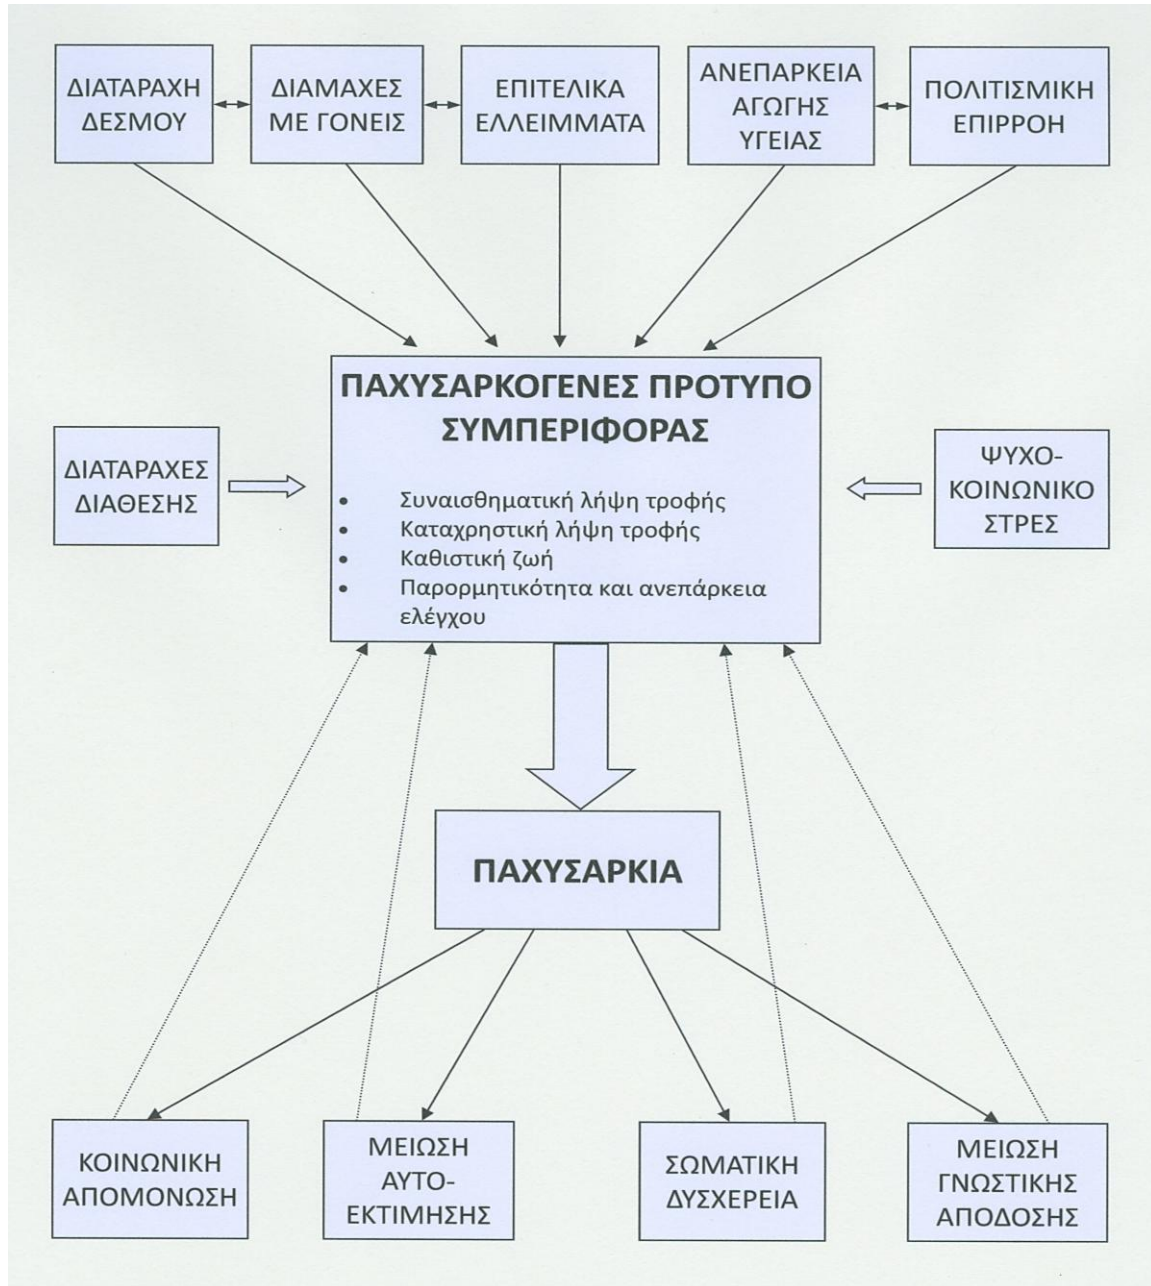 ΔΙΑΤΑΡΑΧΗ
ΔΕΣΜΟΥ
ΔΙΑΜΑΧΕΣ
ΜΕ ΓΟΝΕΙΣ
ΕΠΙΤΕΛΙΚΑ
ΕΛΛΕΙΜΜΑΤΑ
ΑΝΕΠΑΡΚΕΙΑ
ΑΓΩΓΗΣ
ΥΓΕΙΑΣ
ΠΟΛΙΤΙΣΜΙΚΗ
ΕΠΙΡΡΟΗ
ΠΑΧΥΣΑΡΚΟΓΕΝΕΣ ΠΡΟΤΥΠΟ
ΣΥΜΠΕΡΙΦΟΡΑΣ
• Συναισθηματική λήψη τροφής
• Καταχρηστική λήψη τροφής
• Καθιστική ζωή
• Παρορμητικότητα και ανεπάρκεια
ελέγχου
ΔΙΑΤΑΡΑΧΕΣ
ΔΙΑΘΕΣΗΣ
ΨΥΧΟ-
ΚΟΙΝΩΝΙΚΟ
ΣΤΡΕΣ
ΠΑΧΥΣΑΡΚΙΑ
ΚΟΙΝΩΝΙΚΗ
ΑΠΟΜΟΝΩΣΗ
ΜΕΙΩΣΗ
ΑΥΤΟ-
ΕΚΤΙΜΗΣΗΣ
ΣΩΜΑΤΙΚΗ
ΔΥΣΧΕΡΕΙΑ
ΜΕΙΩΣΗ
ΓΝΩΣΤΙΚΗΣ
ΑΠΟΔΟΣΗΣ